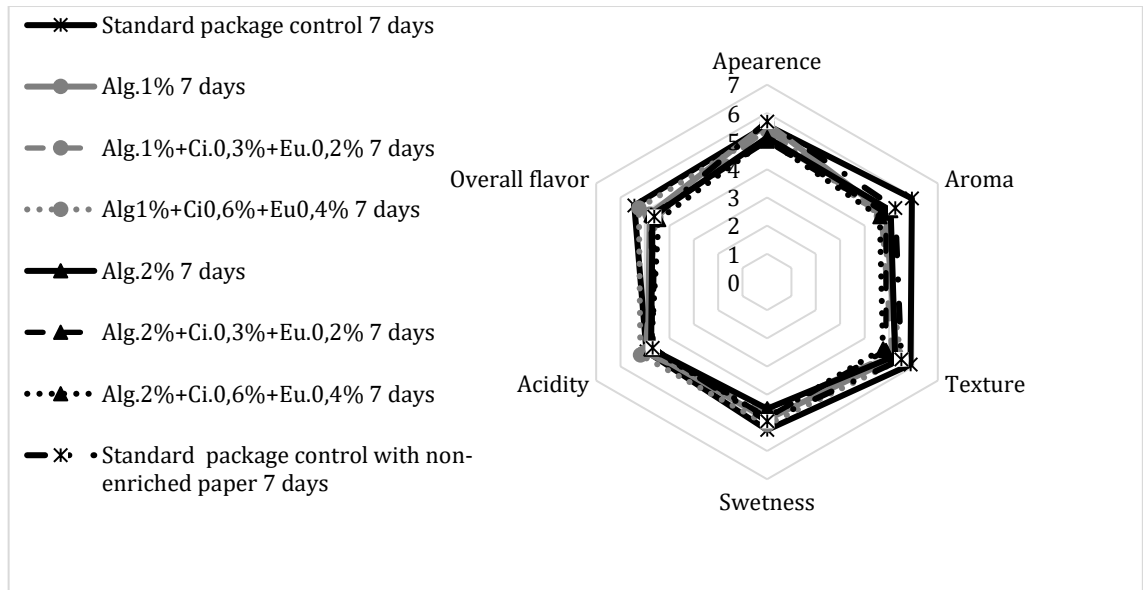 Standard package control 7 days
Alg.1% 7 days
Alg.1%+Ci.0,3%+Eu.0,2% 7 days
Alg1%+Ci0,6%+Eu0,4% 7 days
Alg.2% 7 days
Alg.2%+Ci.0,3%+Eu.0,2% 7 days
Alg.2%+Ci.0,6%+Eu.0,4% 7 days
Standard package control with non-
enriched paper 7 days
Apearence
7
6
5
4
3
2
1
0
Overall flavor
Aroma
Acidity
Texture
Swetness